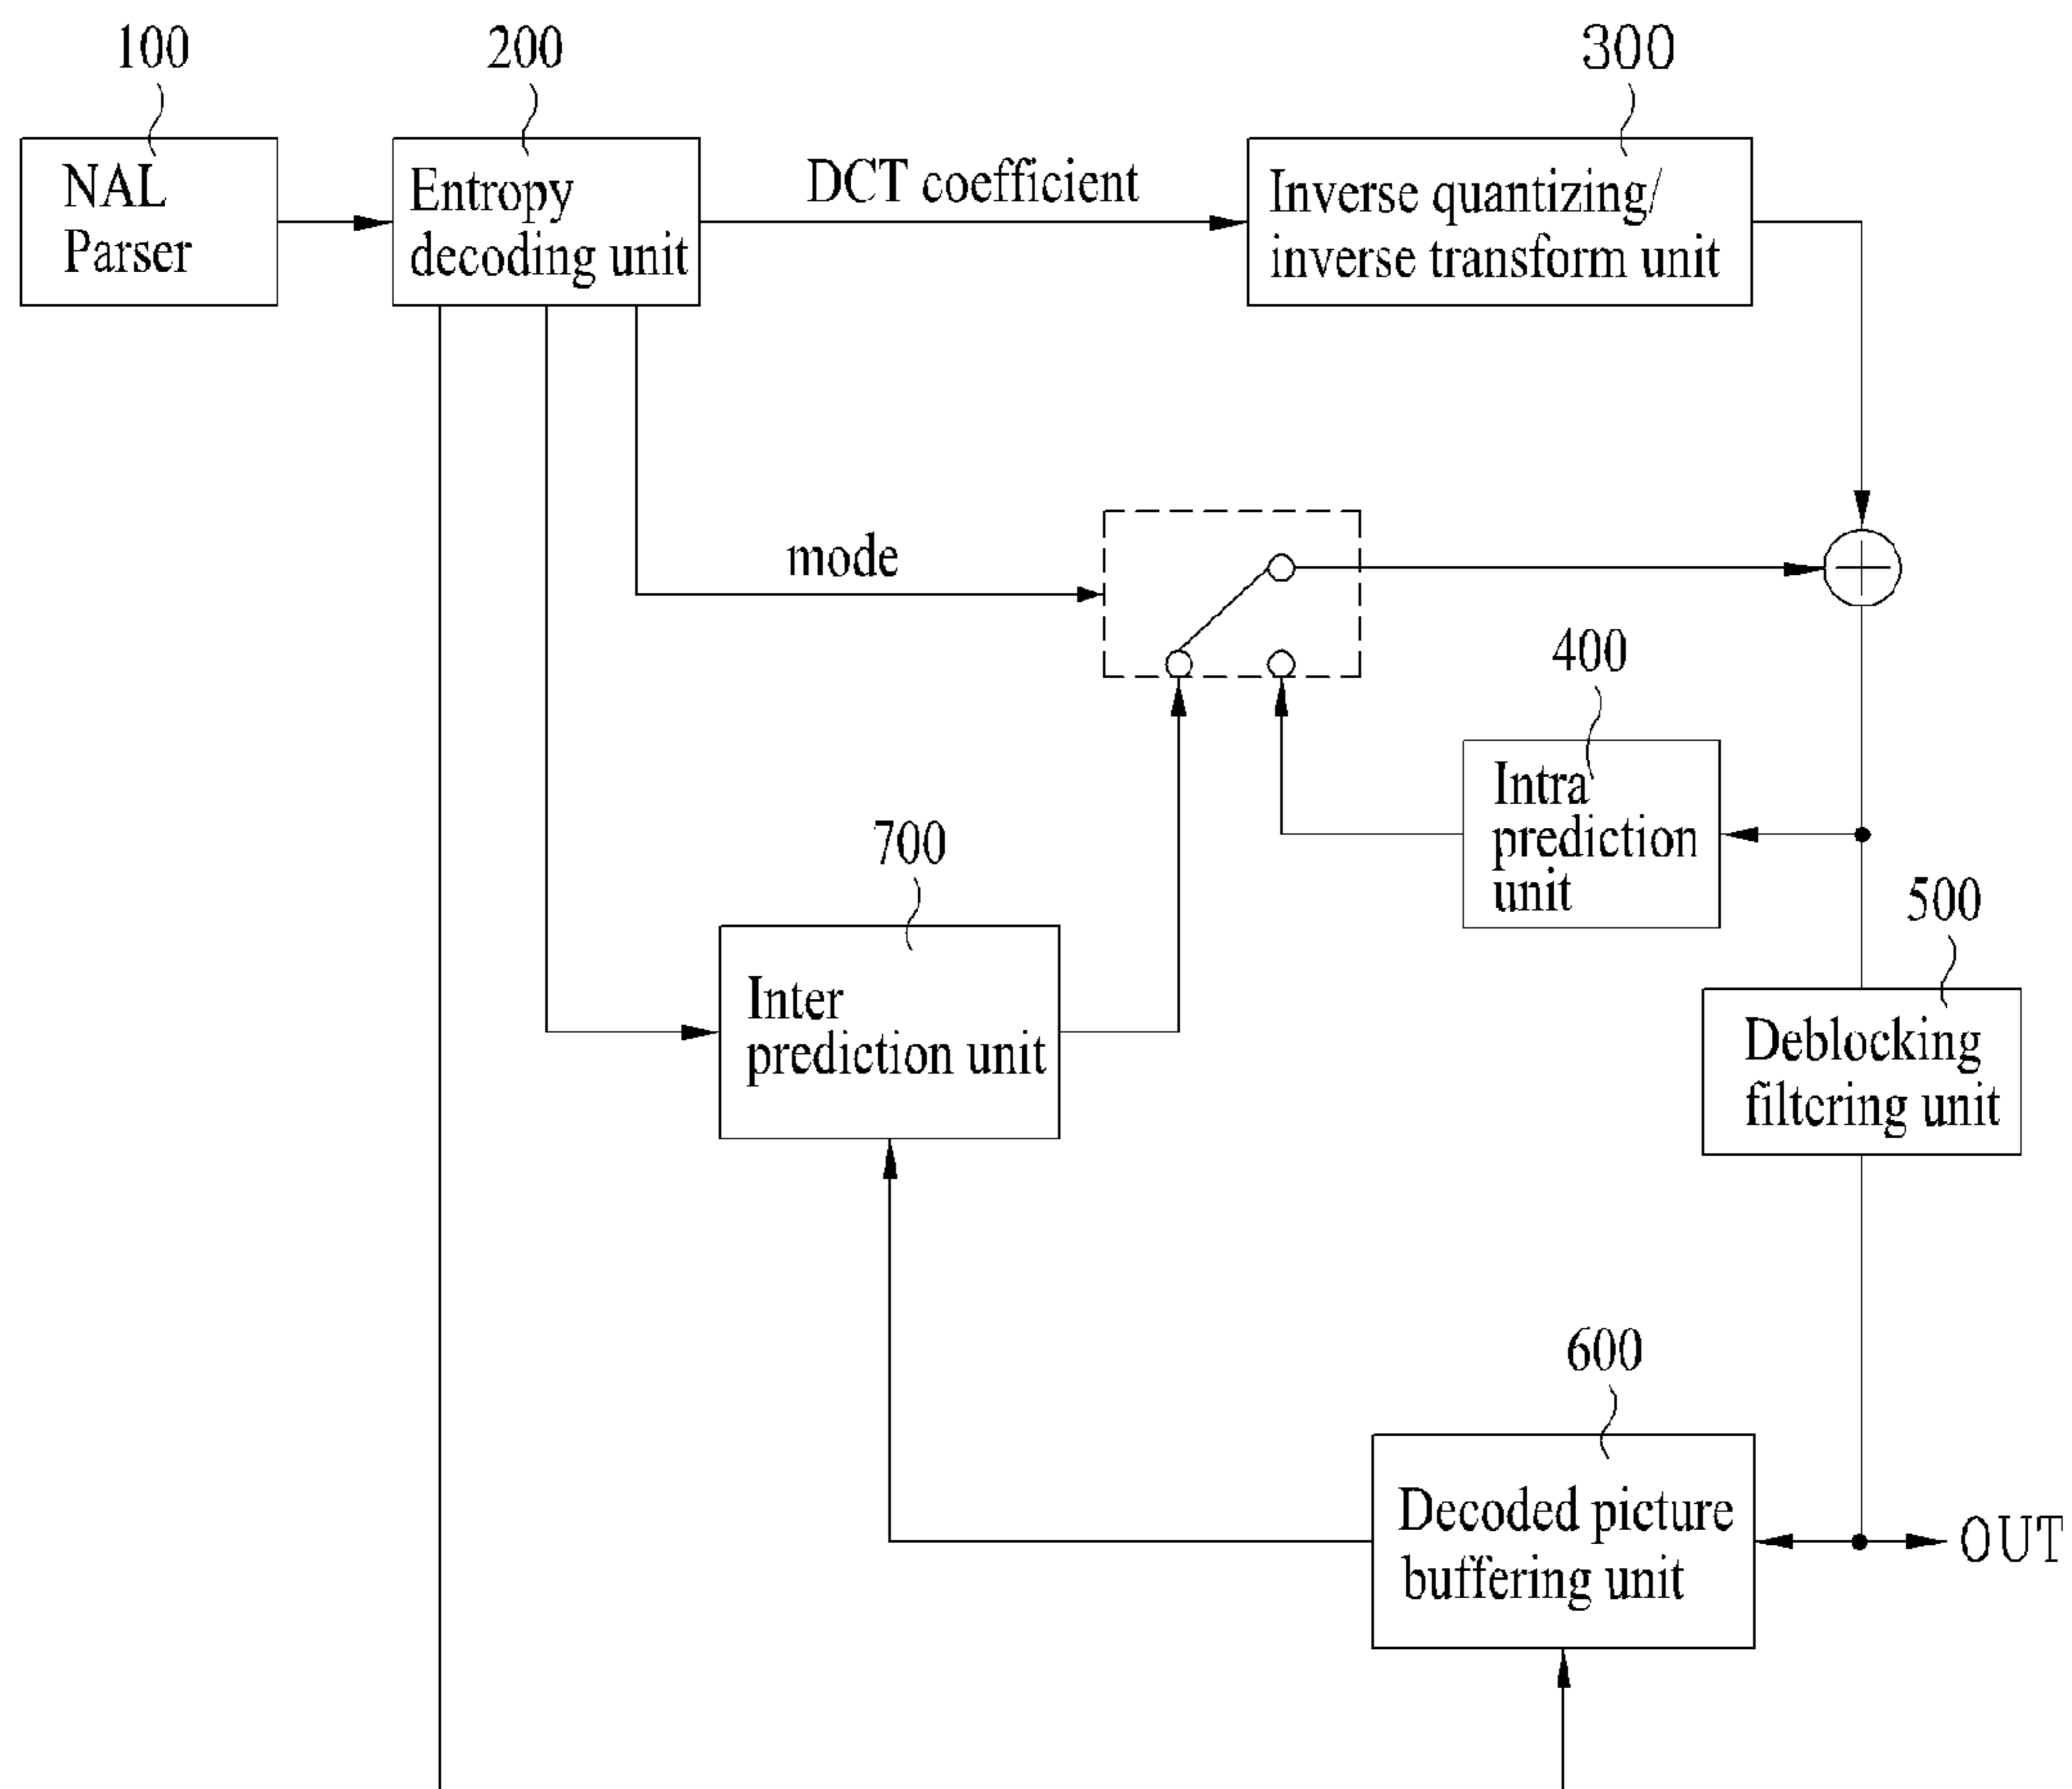 100
200
300
NAL
Parser
Entropy
decoding unit
DCT coefficient
Inverse quantizing/
inverse transform unit
mode
400
Intra
prediction
unit
700
Inter
prediction unit
500
Deblocking
filtering unit
600
Decoded picture
buffering unit
OUT